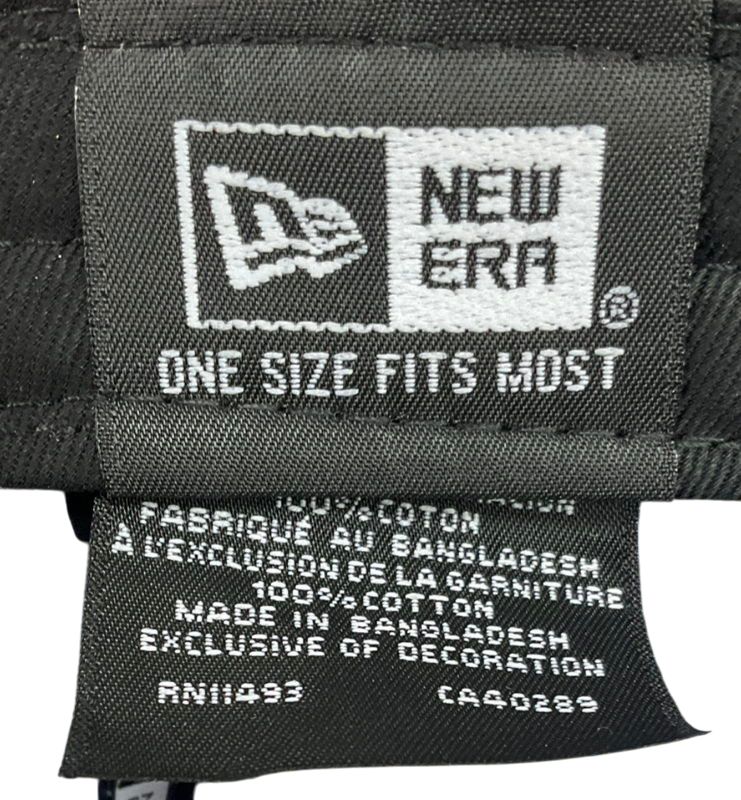 NEW
ERA
®
ONE SIZE FITS MOST
100% COTON
FABRIQUÉ AU BANGLADESH
À L'EXCLUSION DE LA GARNITURE
100% COTTON
MADE IN BANGLADESH
EXCLUSIVE OF DECORATION
RN11493 CA40289